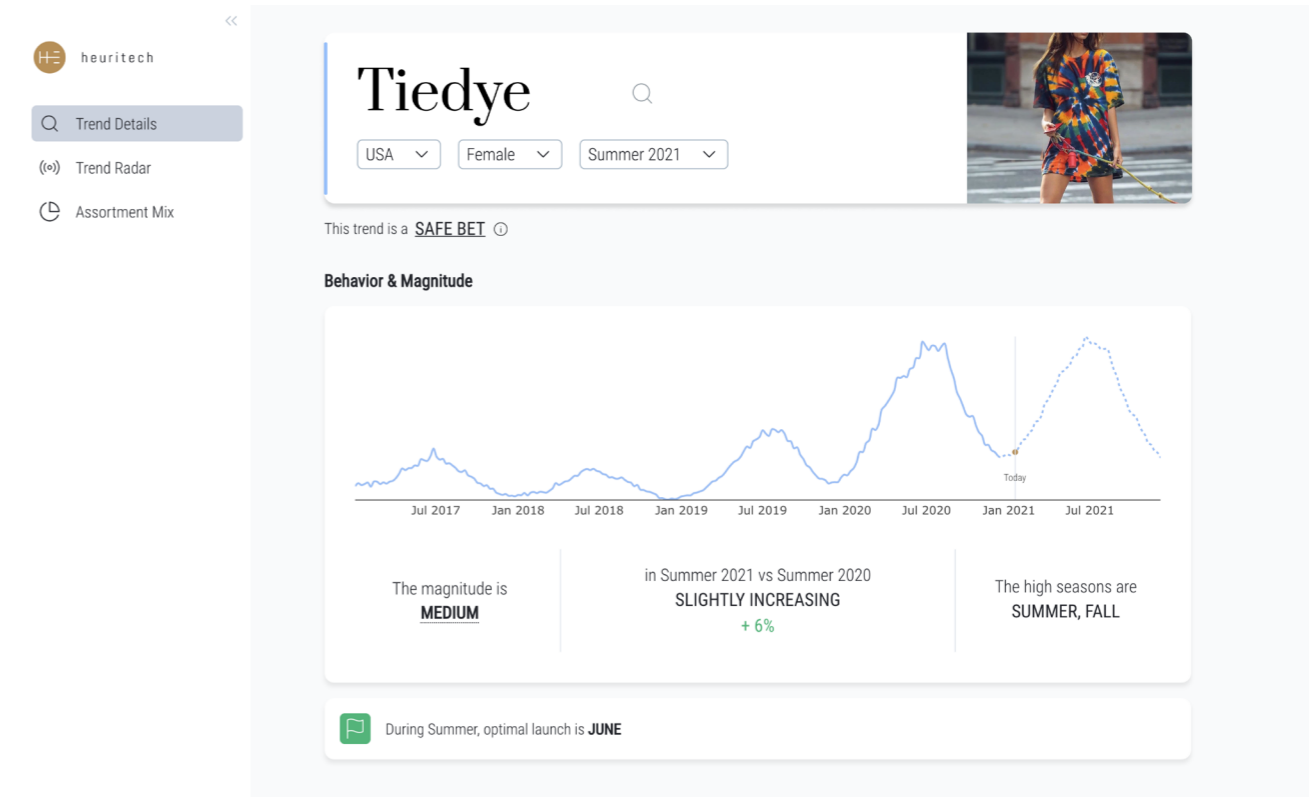 HE heuritech
Trend Details
Trend Radar
Assortment Mix
Tiedye
USA Female Summer 2021
This trend is a SAFE BET
Behavior & Magnitude
Today
Jul 2017 Jan 2018 Jul 2018 Jan 2019 Jul 2019 Jan 2020 Jul 2020 Jan 2021 Jul 2021
The magnitude is
MEDIUM
in Summer 2021 vs Summer 2020
SLIGHTLY INCREASING
+ 6%
The high seasons are
SUMMER, FALL
During Summer, optimal launch is JUNE